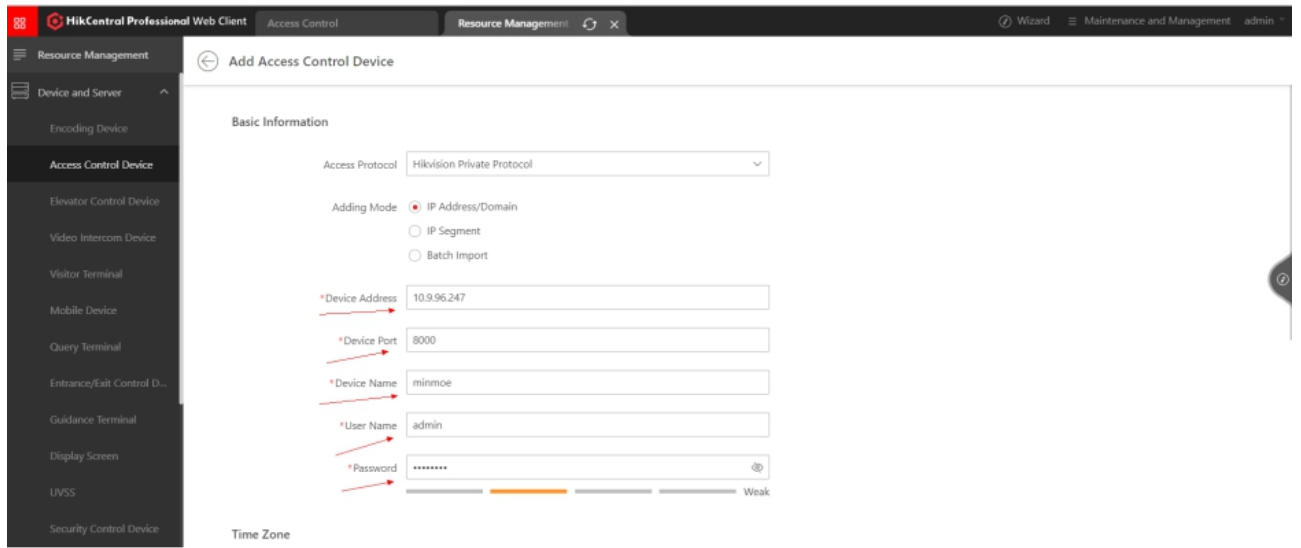 HikCentral Professional Web Client
Access Control
Resource Management
Wizard
Maintenance and Management
admin
Resource Management
Device and Server
Encoding Device
Access Control Device
Elevator Control Device
Video Intercom Device
Visitor Terminal
Mobile Device
Query Terminal
Entrance/Exit Control D...
Guidance Terminal
Display Screen
UVSS
Security Control Device
Add Access Control Device
Basic Information
Access Protocol Hikvision Private Protocol
Adding Mode IP Address/Domain
IP Segment
Batch Import
*Device Address 10.9.96.247
*Device Port 8000
*Device Name minmoe
*User Name admin
*Password ••••••••
Weak
Time Zone